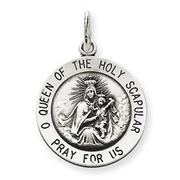 O QUEEN OF THE HOLY SCAPULAR
PRAY FOR US